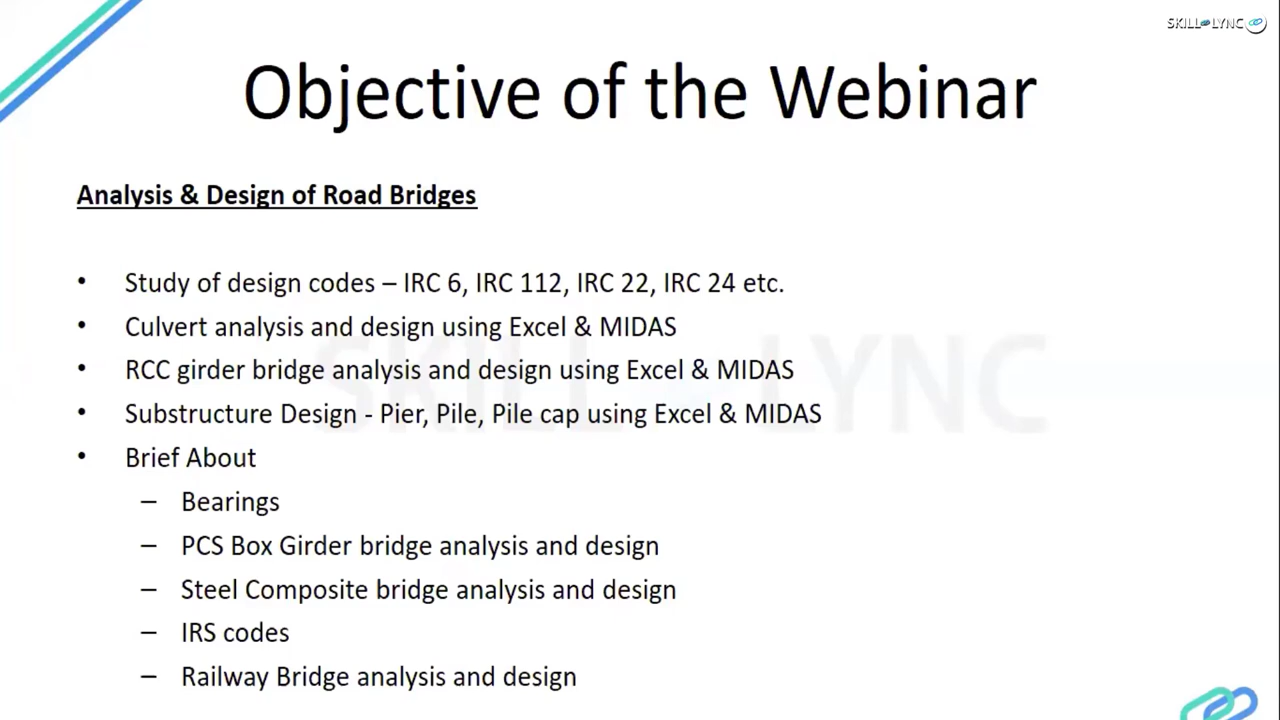 SKILL LYNC
Objective of the Webinar
Analysis & Design of Road Bridges
• Study of design codes – IRC 6, IRC 112, IRC 22, IRC 24 etc.
• Culvert analysis and design using Excel & MIDAS
• RCC girder bridge analysis and design using Excel & MIDAS
• Substructure Design - Pier, Pile, Pile cap using Excel & MIDAS
• Brief About
– Bearings
– PCS Box Girder bridge analysis and design
– Steel Composite bridge analysis and design
– IRS codes
– Railway Bridge analysis and design
SKILL LYNC